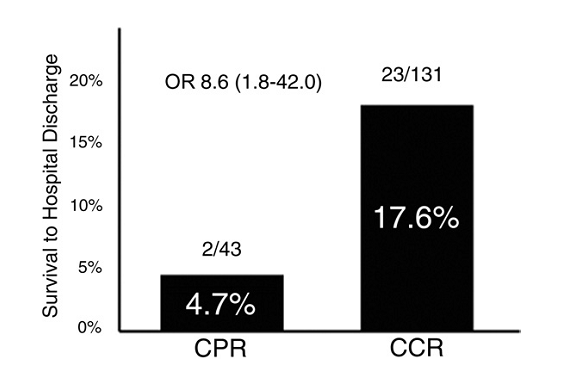 Survival to Hospital Discharge
20%
15%
10%
5%
0%
OR 8.6 (1.8-42.0)
23/131
17.6%
2/43
4.7%
CPR
CCR